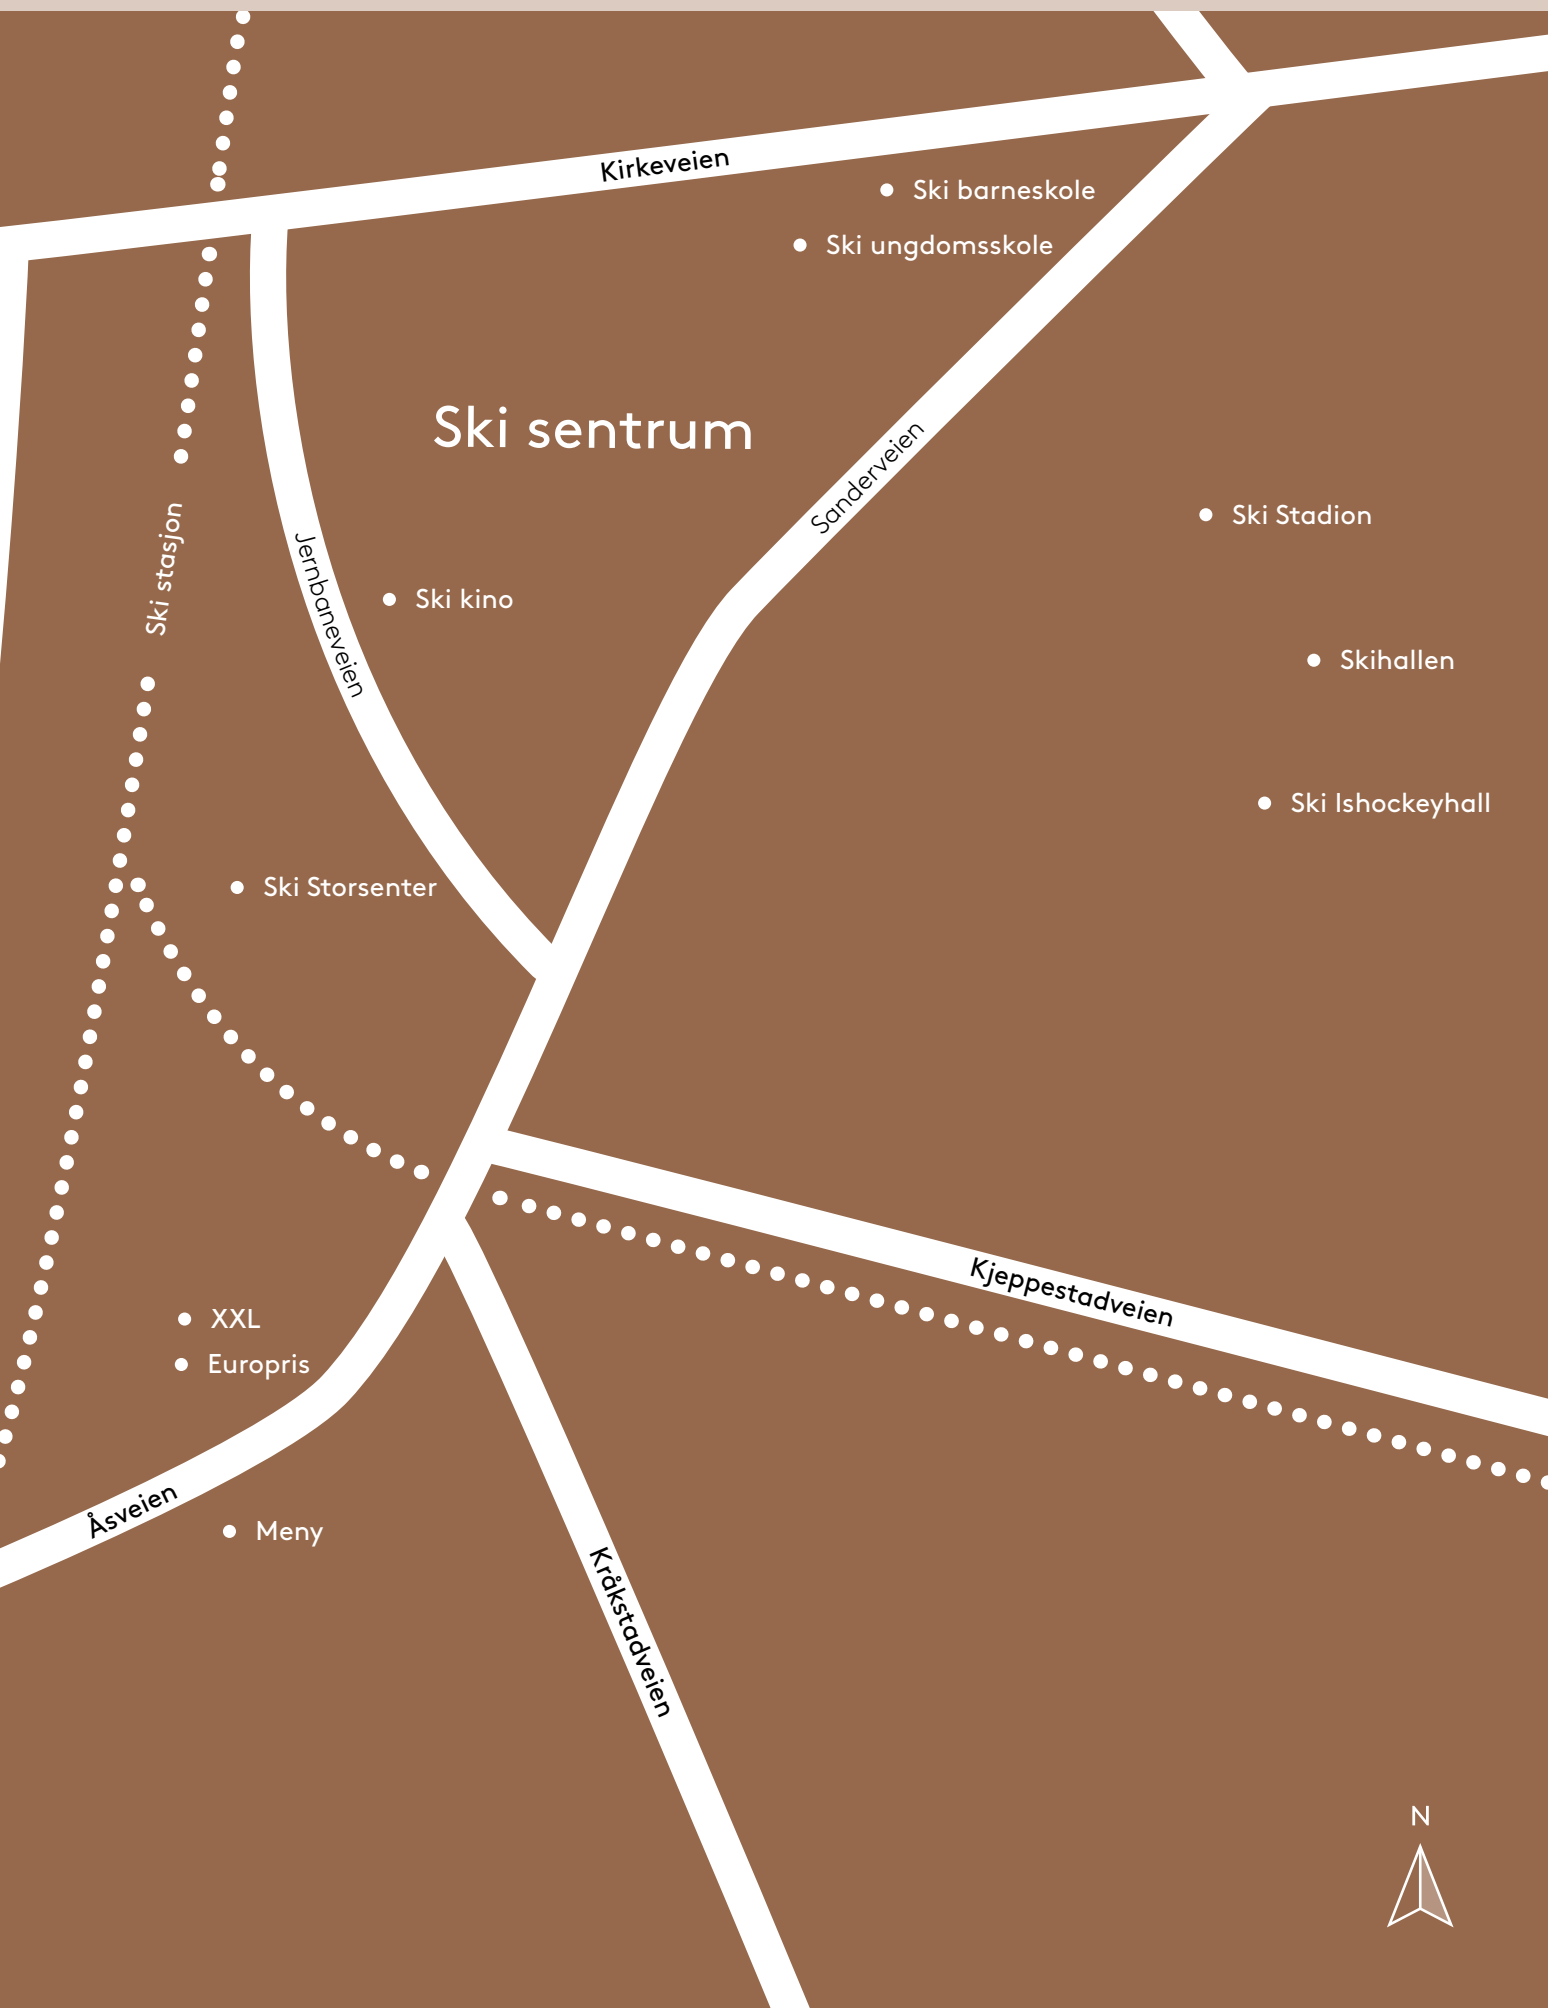 Kirkeveien
Ski barneskole
Ski ungdomsskole
Ski sentrum
Sanderveien
Ski Stadion
Ski stasjon
Jernbaneveien
Ski kino
Skihallen
Ski Ishockeyhall
Ski Storsenter
Kjeppestadveien
XXL
Europris
Åsveien
Meny
Kråkstadveien
N